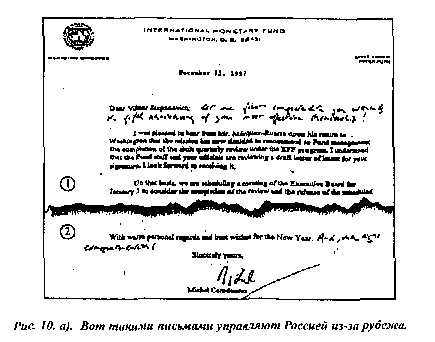 INTERNATIONAL MONETARY FUND
WASHINGTON, D. C. 20431
December 12, 1997
Dear Viktor Stepanovich:
I was pleased to hear from Mr. upon his return to
Washington that the mission has now decided to recommend to Fund management
the completion of the sixth quarterly review under the EFF program. I understand
that the Fund staff and your officials are reviewing a draft letter of intent for your
signature. I look forward to receiving it.
1
On that basis, we are scheduling a meeting of the Executive Board for
January to consider the completion of the review and the release of the scheduled
2
With warm personal regards and best wishes for the New Year.
Sincerely yours,
Michel Camdessus
Рис. 10. а). Вот такими письмами управляют Россией из-за рубежа.